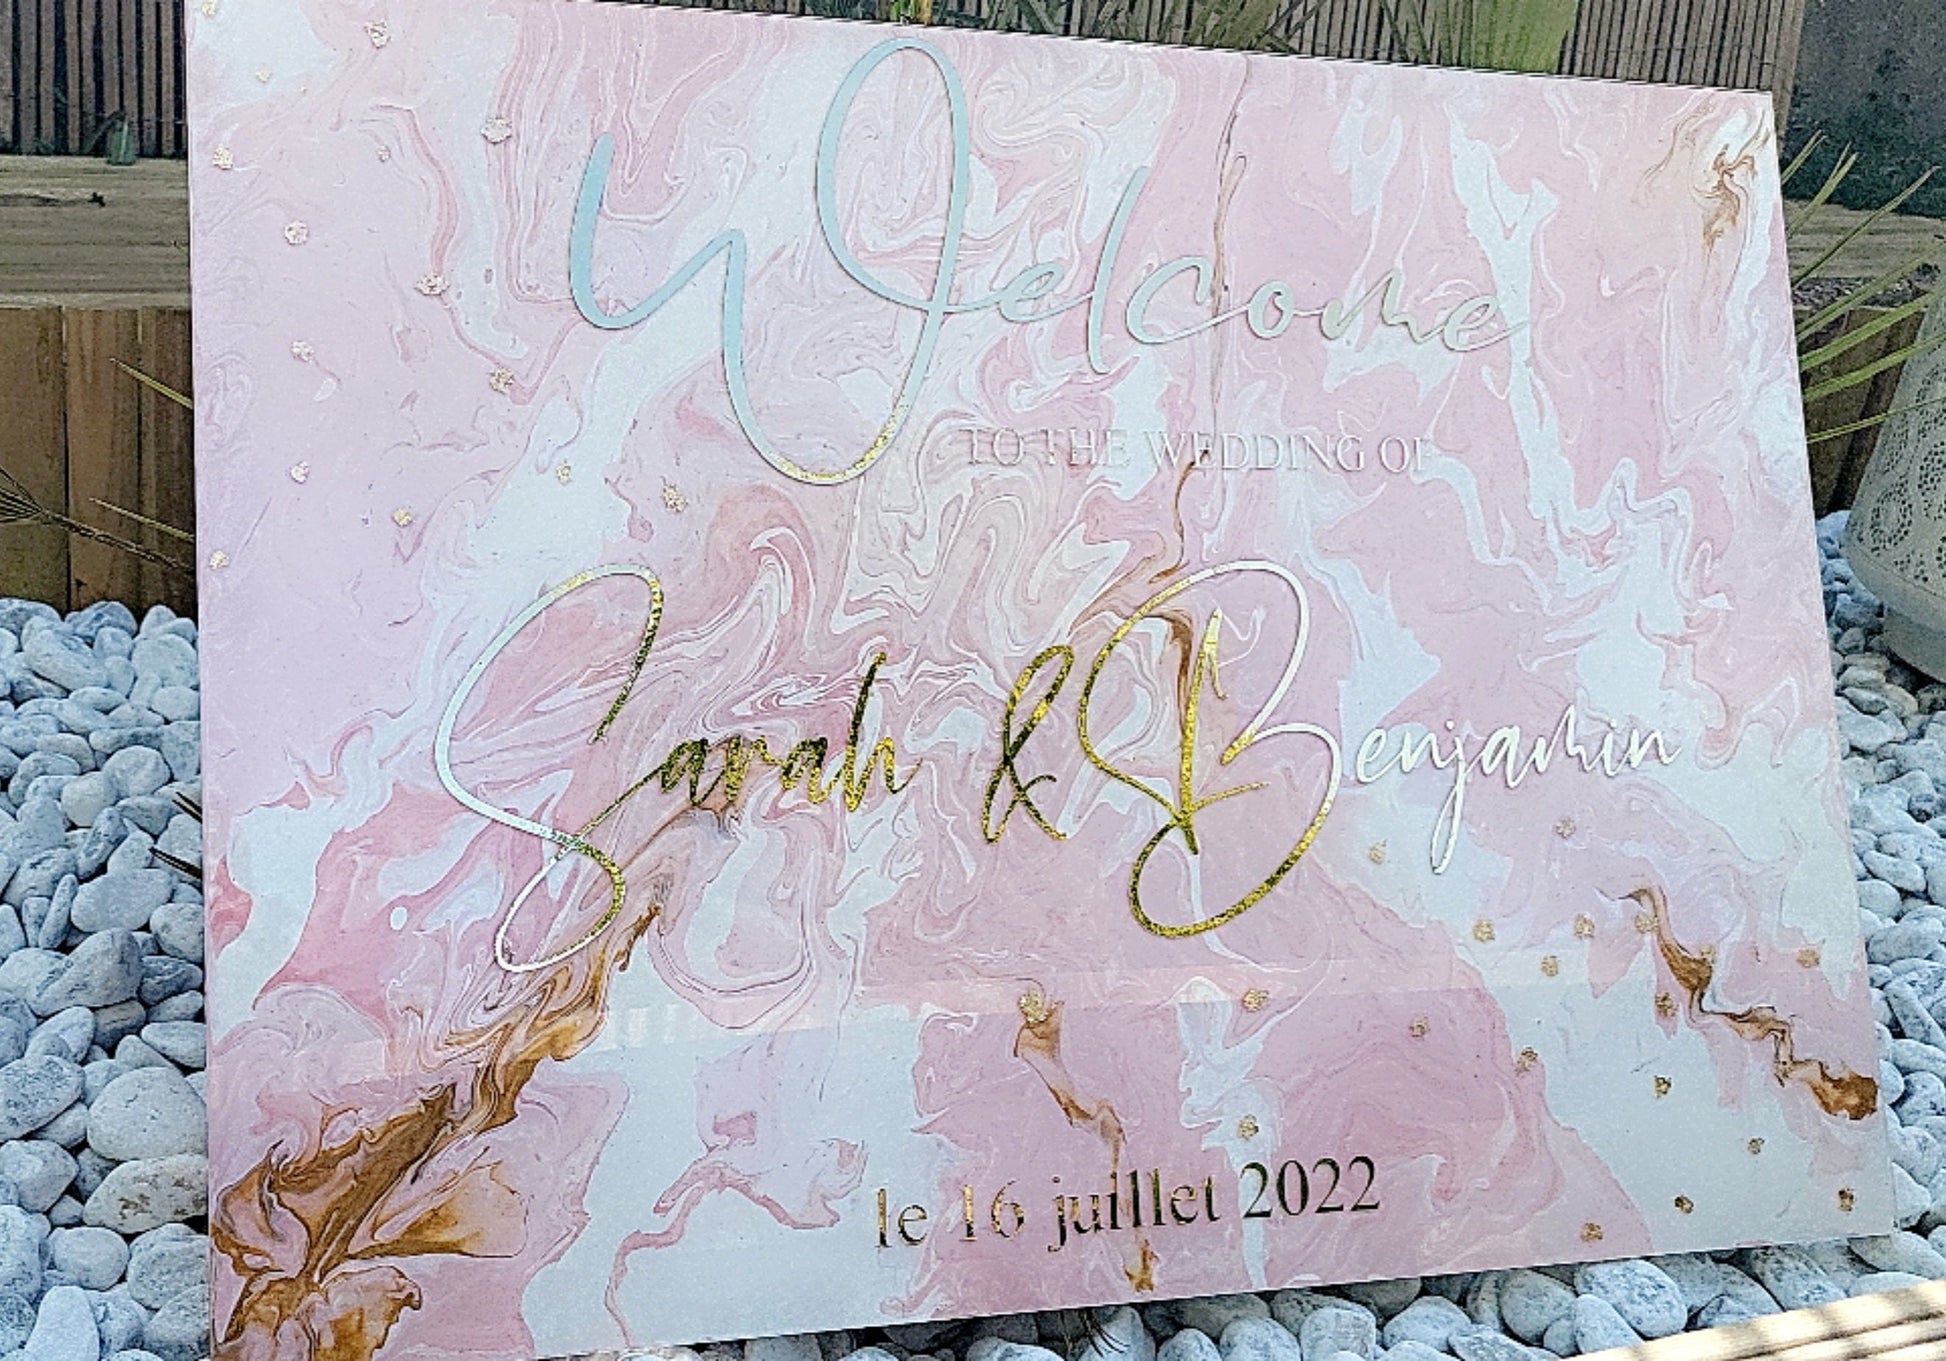 Welcome
TO THE WEDDING OF
Sarah & Benjamin
le 16 juillet 2022